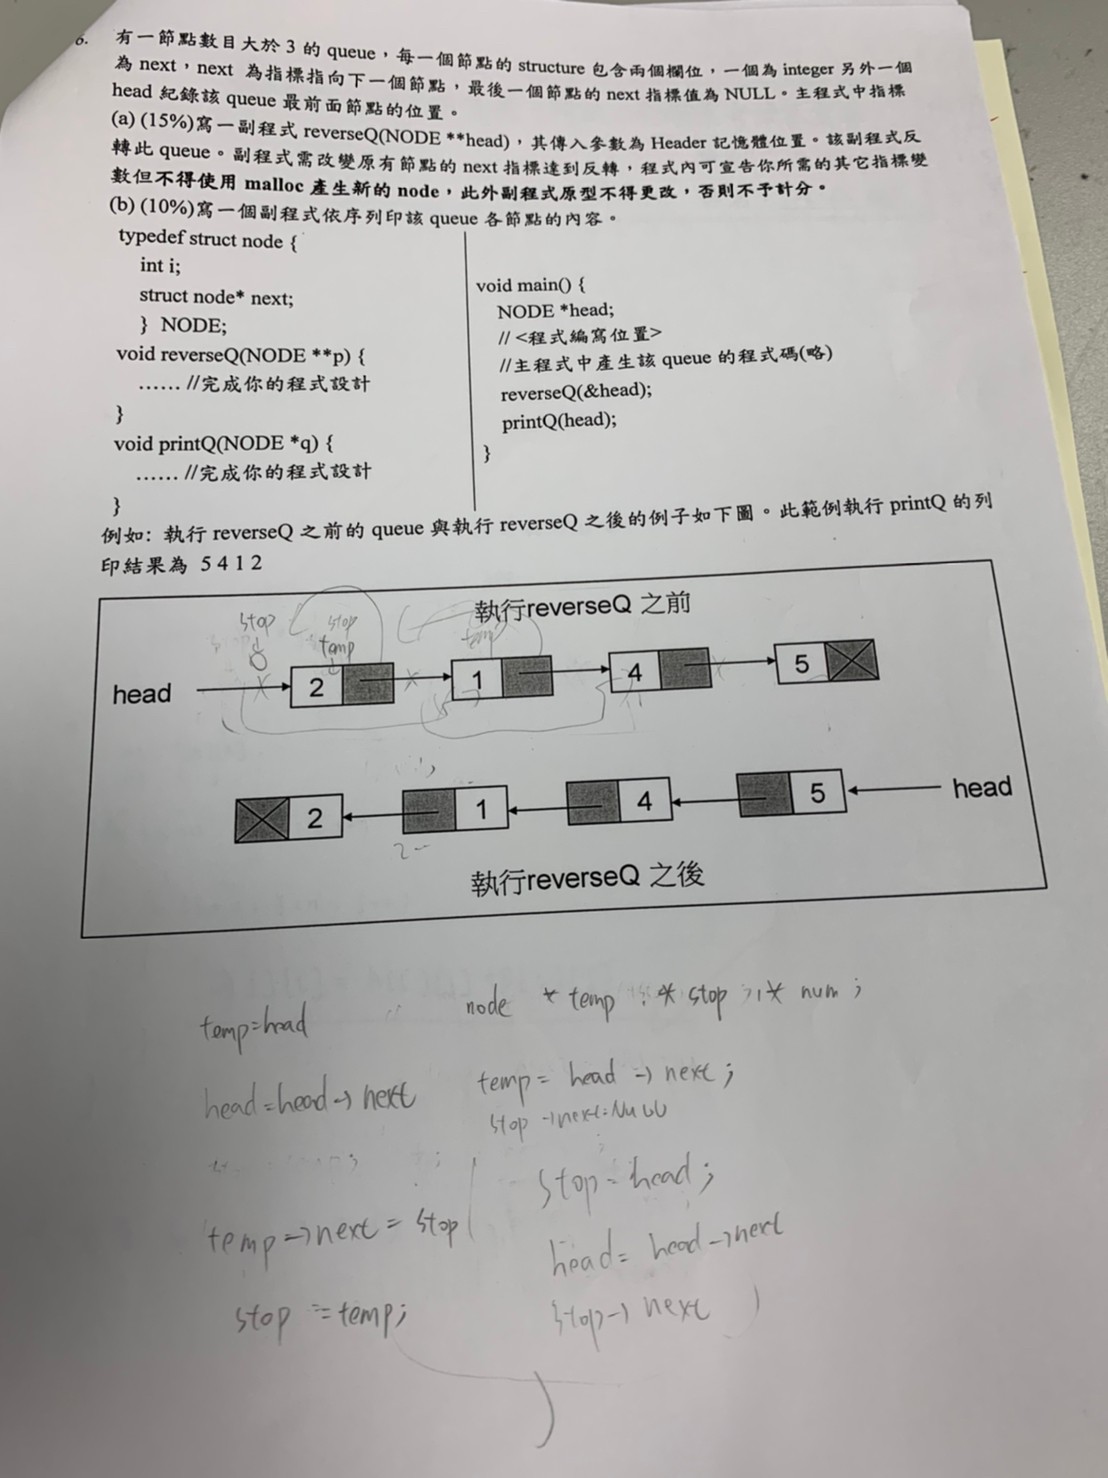 6. 有一節點數目大於 3 的 queue，每一個節點的 structure 包含兩個欄位，一個為 integer 另外一個
為 next，next 為指標指向下一個節點，最後一個節點的 next 指標值為 NULL。主程式中指標
head 紀錄該 queue 最前面節點的位置。
(a) (15%)寫一副程式 reverseQ(NODE **head)，其傳入參數為 Header 記憶體位置。該副程式反
轉此 queue。副程式需改變原有節點的 next 指標達到反轉，程式內可宣告你所需的其它指標變
數但不得使用 malloc 產生新的 node，此外副程式原型不得更改，否則不予計分。
(b) (10%)寫一個副程式依序列印該 queue 各節點的內容。
typedef struct node {
int i;
struct node* next;
} NODE;
void reverseQ(NODE **p) {
…… //完成你的程式設計
}
void printQ(NODE *q) {
…… //完成你的程式設計
}
void main() {
NODE *head;
// <程式編寫位置>
//主程式中產生該 queue 的程式碼(略)
reverseQ(&head);
printQ(head);
}
例如: 執行 reverseQ 之前的 queue 與執行 reverseQ 之後的例子如下圖。此範例執行 printQ 的列
印結果為 5 4 1 2
執行reverseQ 之前
stop
stop
temp
temp
head 2 1 4 5
2 1 4 5 head
2
執行reverseQ 之後
node * temp * stop * num ;
temp=head
temp = head -> next ;
head=head-> next
stop ->next=NULL
stop = head ;
temp ->next = stop
head = head ->next
stop = temp;
stop-> next